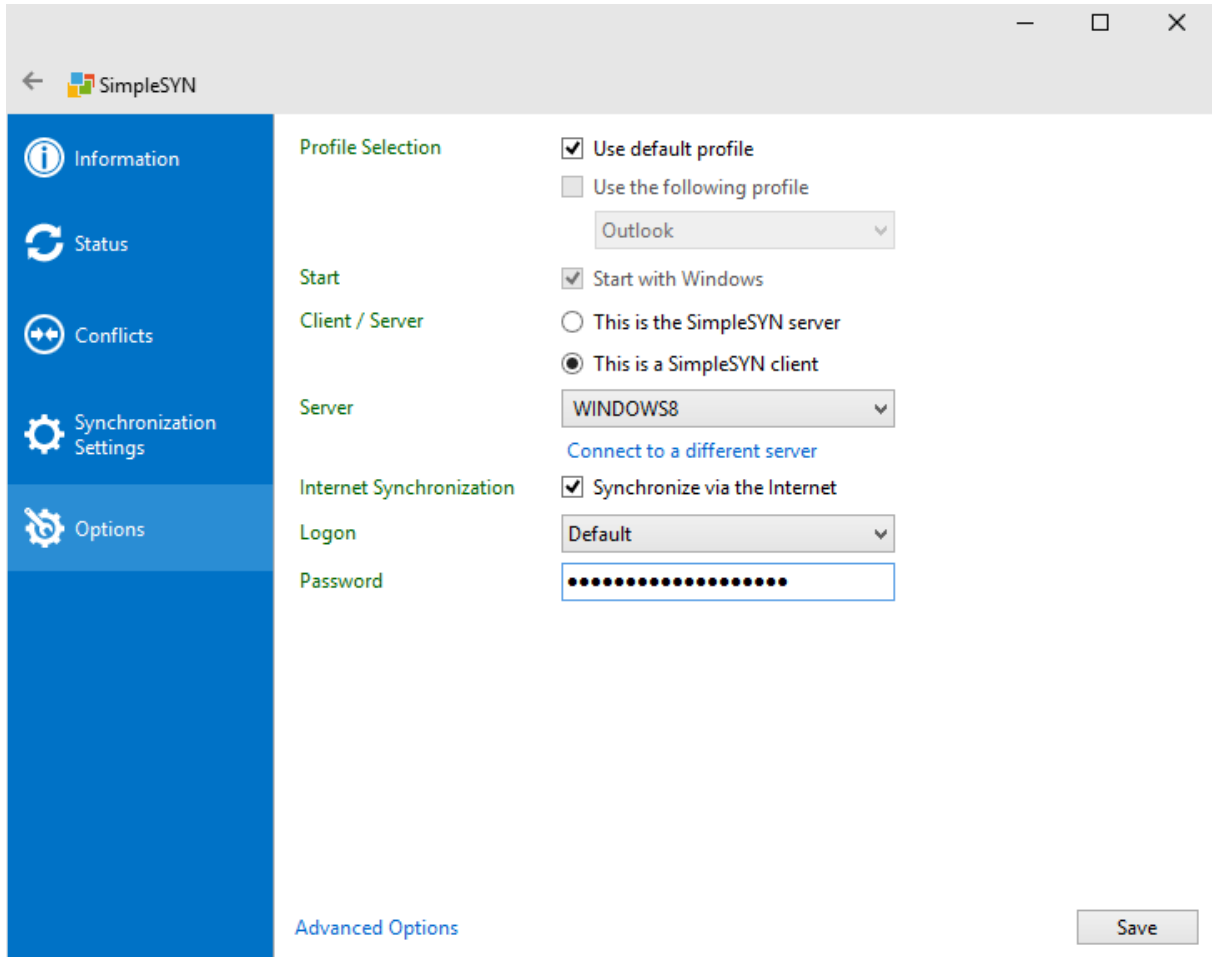 SimpleSYN
Information
Status
Conflicts
Synchronization
Settings
Options
Profile Selection
Use default profile
Use the following profile
Outlook
Start
Start with Windows
Client / Server
This is the SimpleSYN server
This is a SimpleSYN client
Server
WINDOWS8
Connect to a different server
Internet Synchronization
Synchronize via the Internet
Logon
Default
Password
●●●●●●●●●●●●●●●●●●●
Advanced Options
Save